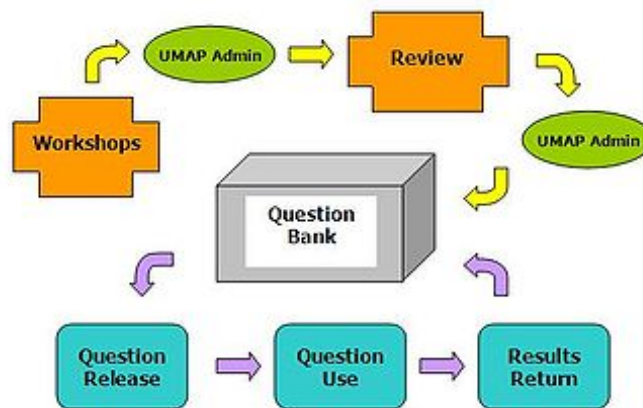 UMAP Admin
Review
Workshops
UMAP Admin
Question
Bank
Question
Release
Question
Use
Results
Return